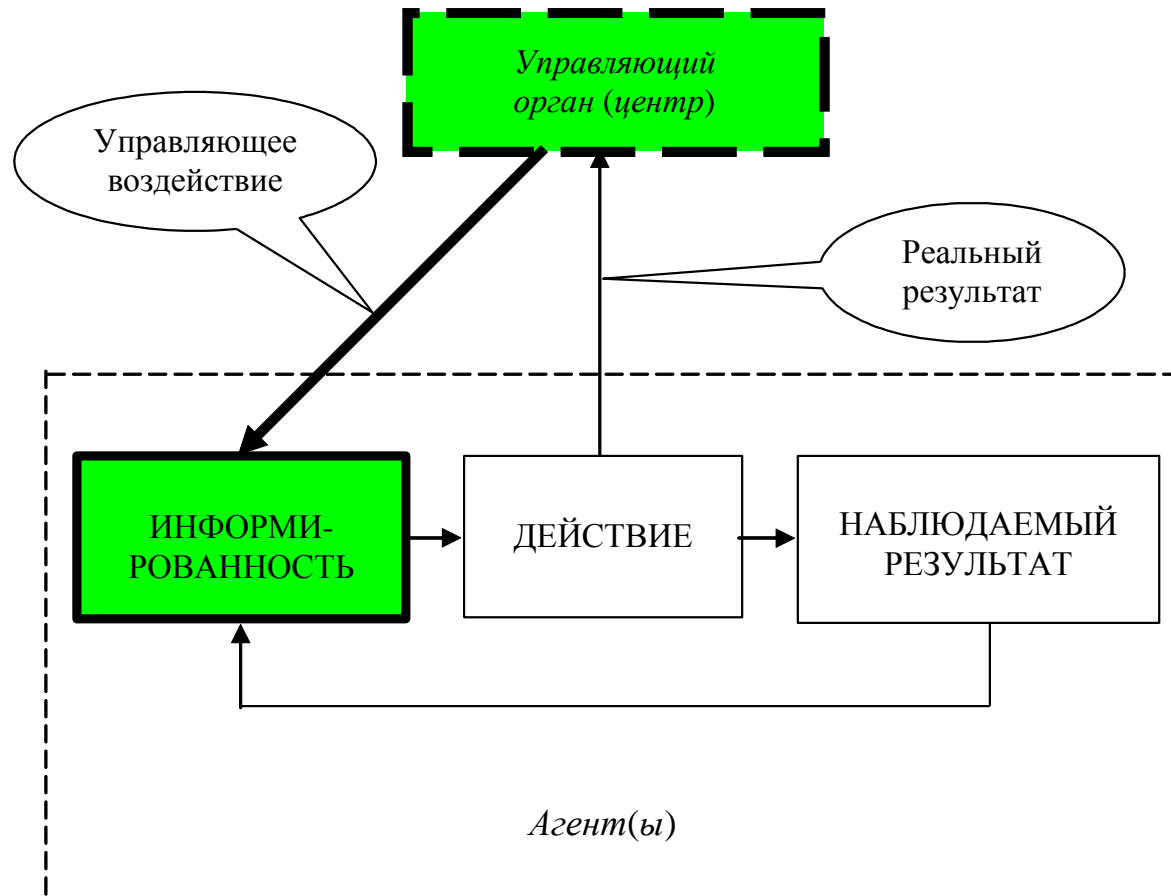 Управляющий
орган (центр)
Управляющее
воздействие
Реальный
результат
ИНФОРМИ-
РОВАННОСТЬ
ДЕЙСТВИЕ
НАБЛЮДАЕМЫЙ
РЕЗУЛЬТАТ
Агент(ы)